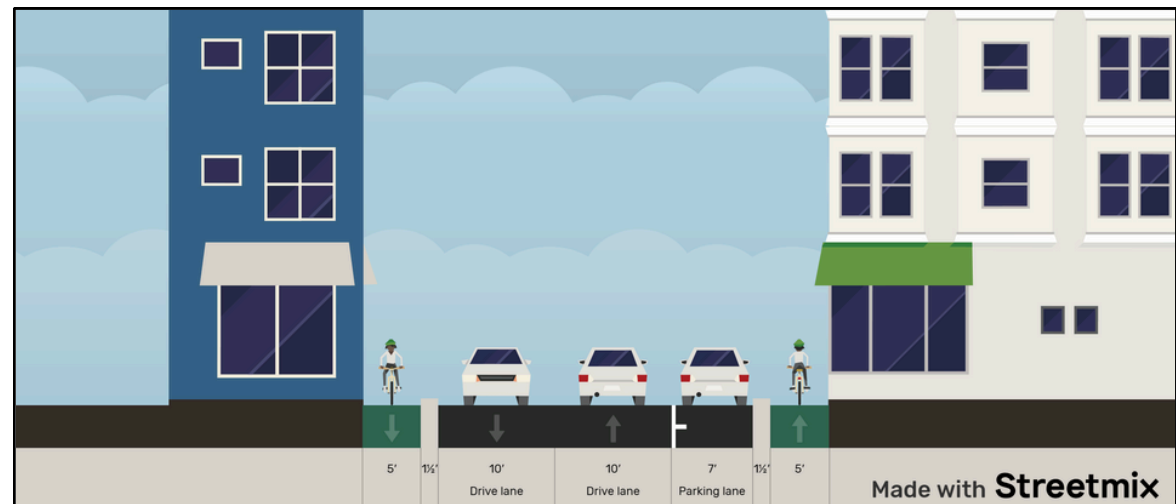 5' 1½' 10' 10' 7' 1½' 5'
Drive lane Drive lane Parking lane
Made with Streetmix